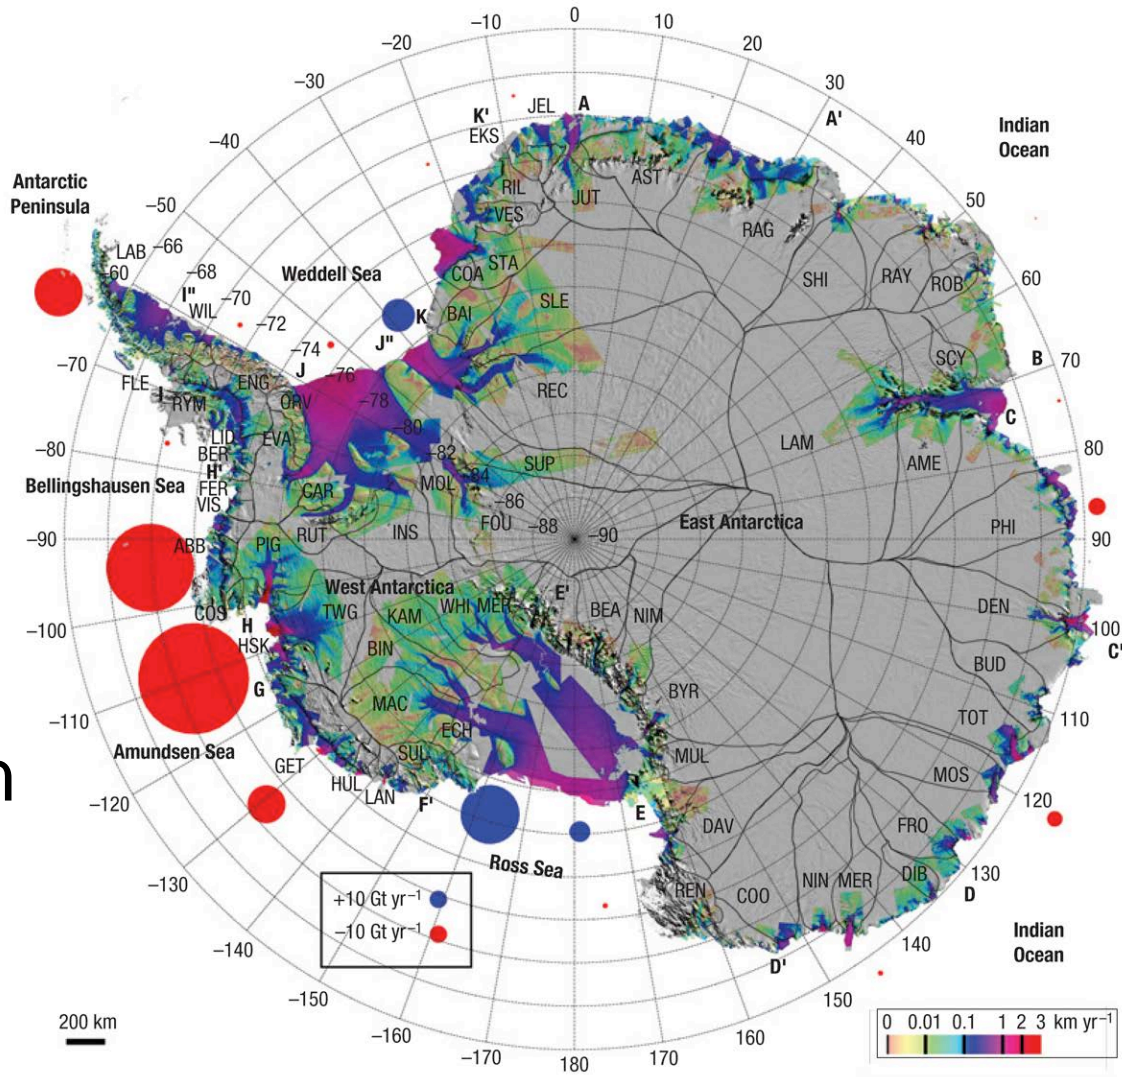 0
−10
10
−20
20
−30
30
−40
40
−50
50
60
70
80
90
100
110
120
130
140
150
160
170
180
−170
−160
−150
−140
−130
−120
−110
−100
−90
−80
−70
−60
−66
−68
−70
−72
−74
−76
−78
−80
−82
−84
−86
−88
−90
Indian
Ocean
Antarctic
Peninsula
Weddell Sea
Bellingshausen Sea
Amundsen Sea
Ross Sea
Indian
Ocean
East Antarctica
West Antarctica
JEL
A
K'
EKS
A'
RIL
VES
JUT
AST
RAG
SHI
RAY
ROB
SCY
B
C
LAM
AME
PHI
DEN
C'
BUD
TOT
MOS
FRO
DIB
D
MER
NIN
COO
D'
REN
DAV
E
MUL
BYR
NIM
BEA
E'
MER
WHI
KAM
BIN
MAC
ECH
SUL
F'
LAN
HUL
GET
G
HSK
H
TWG
COS
PIG
ABB
RUT
INS
FOU
SUP
MOL
CAR
VIS
FER
H'
BER
LID
EVA
ORV
RYM
I
FLE
ENG
J
WIL
I"
LAB
J"
K
BAI
COA
STA
SLE
REC
n
+10 Gt yr⁻¹
−10 Gt yr⁻¹
200 km
0 0.01 0.1 1 2 3 km yr⁻¹